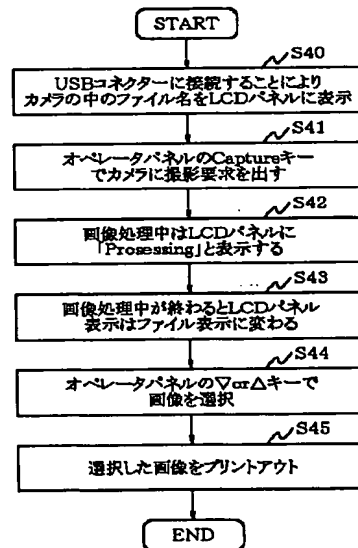 START
S40
USBコネクターに接続することにより
カメラの中のファイル名をLCDパネルに表示
S41
オペレータパネルのCaptureキー
でカメラに撮影要求を出す
S42
画像処理中はLCDパネルに
「Prosessing」と表示する
S43
画像処理中が終わるとLCDパネル
表示はファイル表示に変わる
S44
オペレータパネルの▽or△キーで
画像を選択
S45
選択した画像をプリントアウト
END